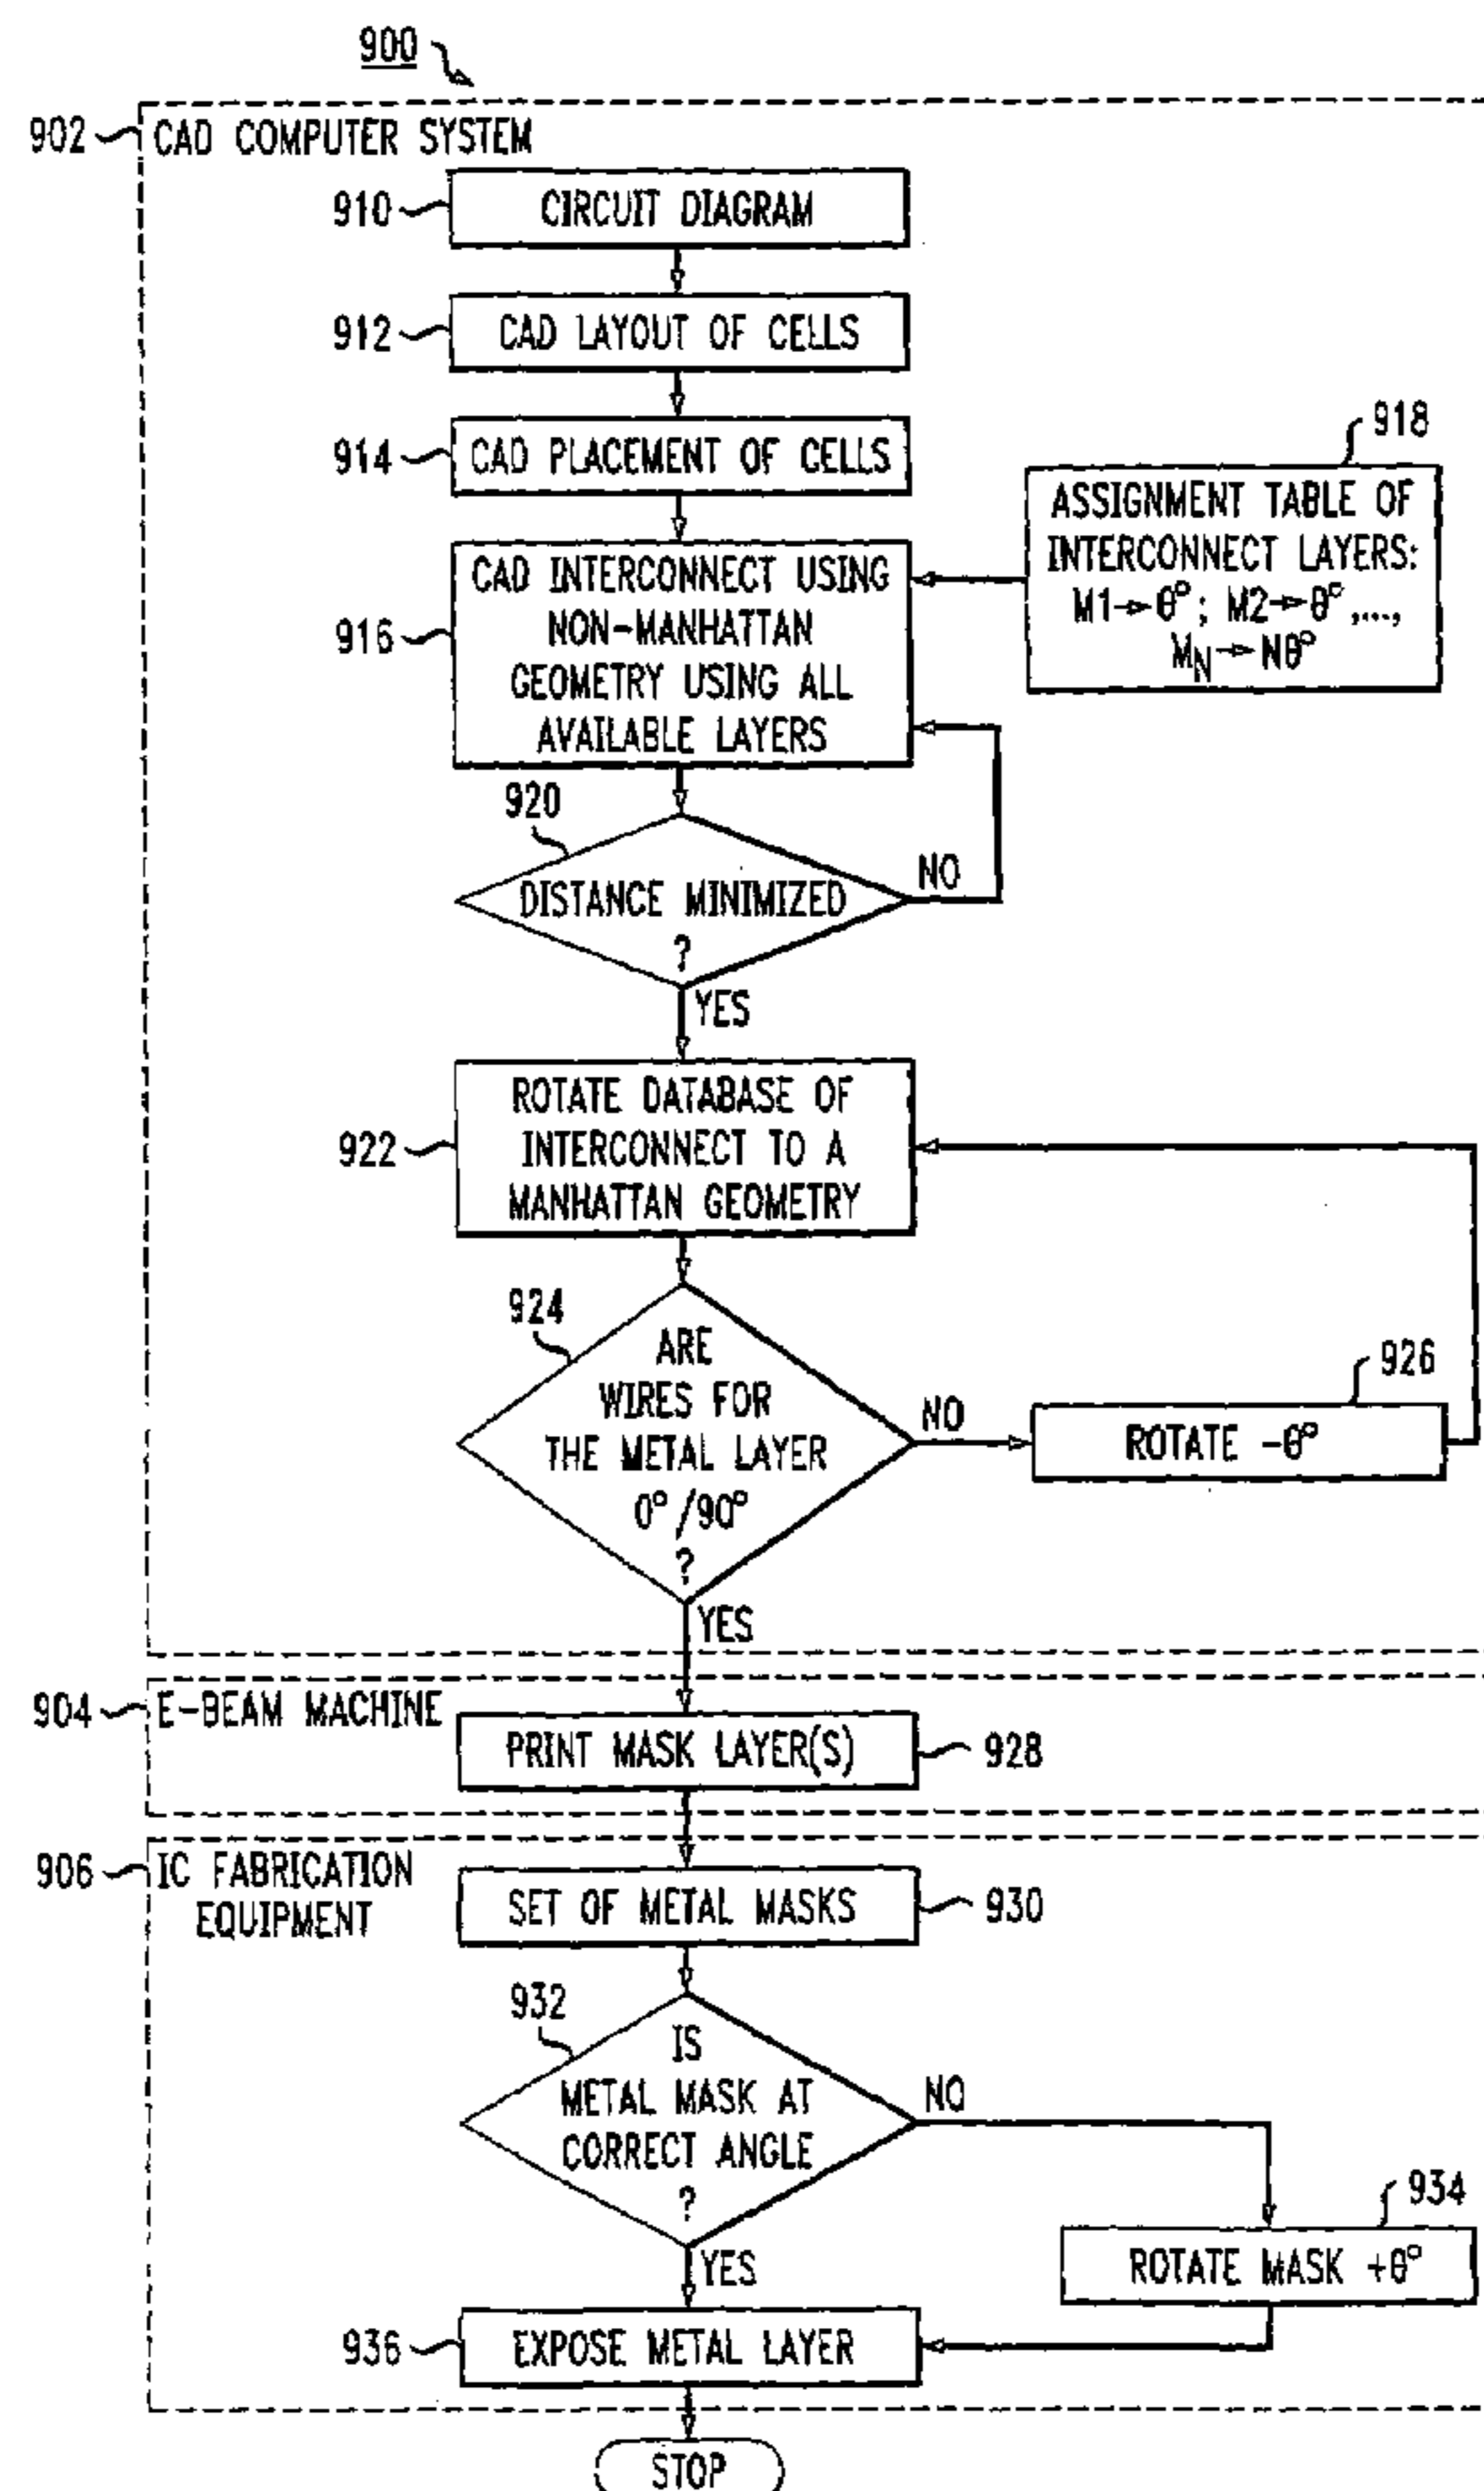 900
902
CAD COMPUTER SYSTEM
910
CIRCUIT DIAGRAM
912
CAD LAYOUT OF CELLS
914
CAD PLACEMENT OF CELLS
918
ASSIGNMENT TABLE OF
INTERCONNECT LAYERS:
M1→θ°; M2→θ°,...,
M_N→Nθ°
916
CAD INTERCONNECT USING
NON-MANHATTAN
GEOMETRY USING ALL
AVAILABLE LAYERS
920
DISTANCE MINIMIZED
?
NO
YES
922
ROTATE DATABASE OF
INTERCONNECT TO A
MANHATTAN GEOMETRY
924
ARE
WIRES FOR
THE METAL LAYER
0°/90°
?
NO
926
ROTATE -θ°
YES
904
E-BEAM MACHINE
PRINT MASK LAYER(S)
928
906
IC FABRICATION
EQUIPMENT
SET OF METAL MASKS
930
932
IS
METAL MASK AT
CORRECT ANGLE
?
NO
934
ROTATE MASK +θ°
YES
936
EXPOSE METAL LAYER
STOP